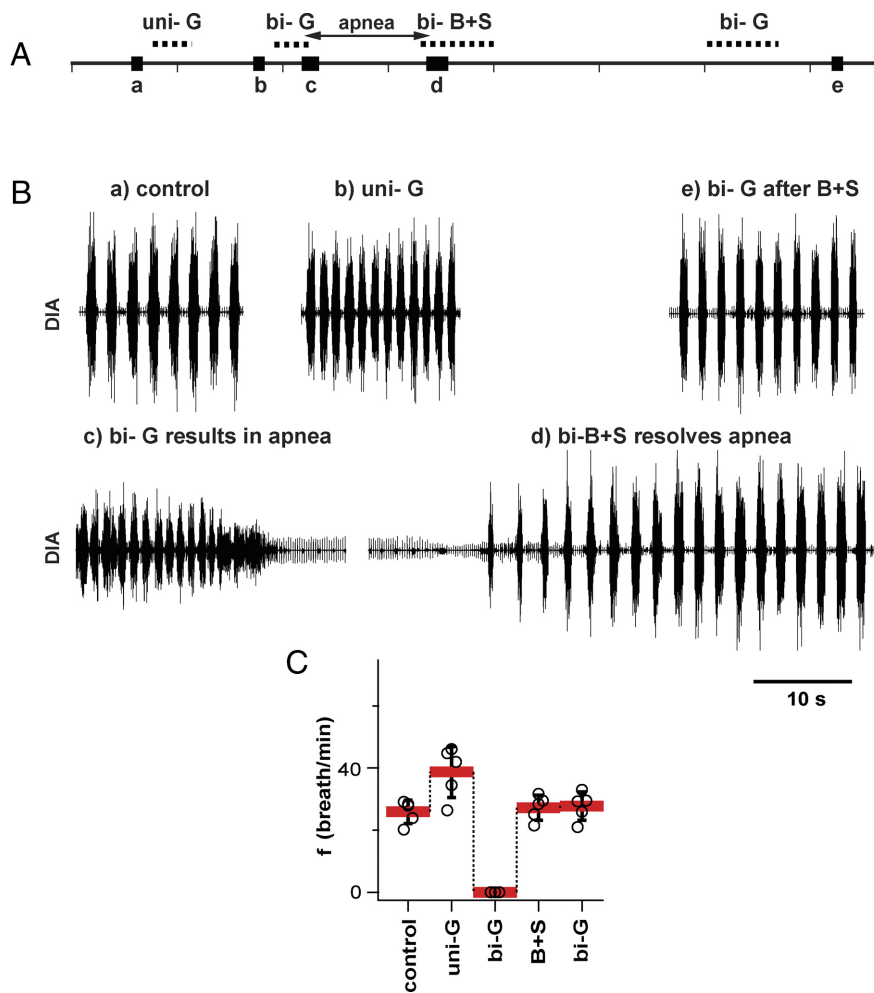 uni- G bi- G apnea bi- B+S bi- G
A
a b c d e
B
a) control b) uni- G e) bi- G after B+S
DIA
c) bi- G results in apnea d) bi-B+S resolves apnea
DIA
10 s
C
f (breath/min)
40
0
control uni-G bi-G B+S bi-G